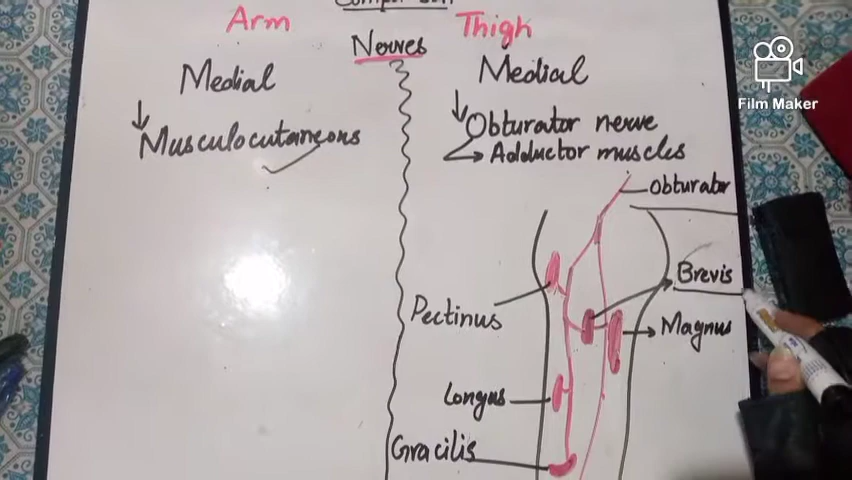 Arm
Thigh
Nerves
Medial
Medial
Musculocutaneous
Obturator nerve
Adductor muscles
Obturator
Brevis
Pectinus
Magnus
Longus
Gracilis
Film Maker